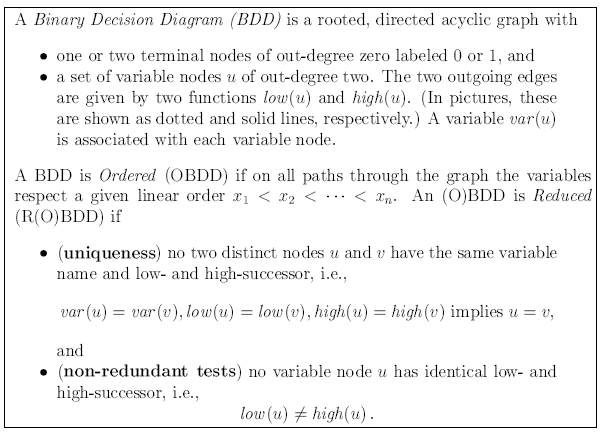 A Binary Decision Diagram (BDD) is a rooted, directed acyclic graph with
• one or two terminal nodes of out-degree zero labeled 0 or 1, and
• a set of variable nodes u of out-degree two. The two outgoing edges
are given by two functions low(u) and high(u). (In pictures, these
are shown as dotted and solid lines, respectively.) A variable var(u)
is associated with each variable node.
A BDD is Ordered (OBDD) if on all paths through the graph the variables
respect a given linear order x₁ < x₂ < ⋯ < xₙ. An (O)BDD is Reduced
(R(O)BDD) if
• (uniqueness) no two distinct nodes u and v have the same variable
name and low- and high-successor, i.e.,
var(u) = var(v), low(u) = low(v), high(u) = high(v) implies u = v,
and
• (non-redundant tests) no variable node u has identical low- and
high-successor, i.e.,
low(u) ≠ high(u).